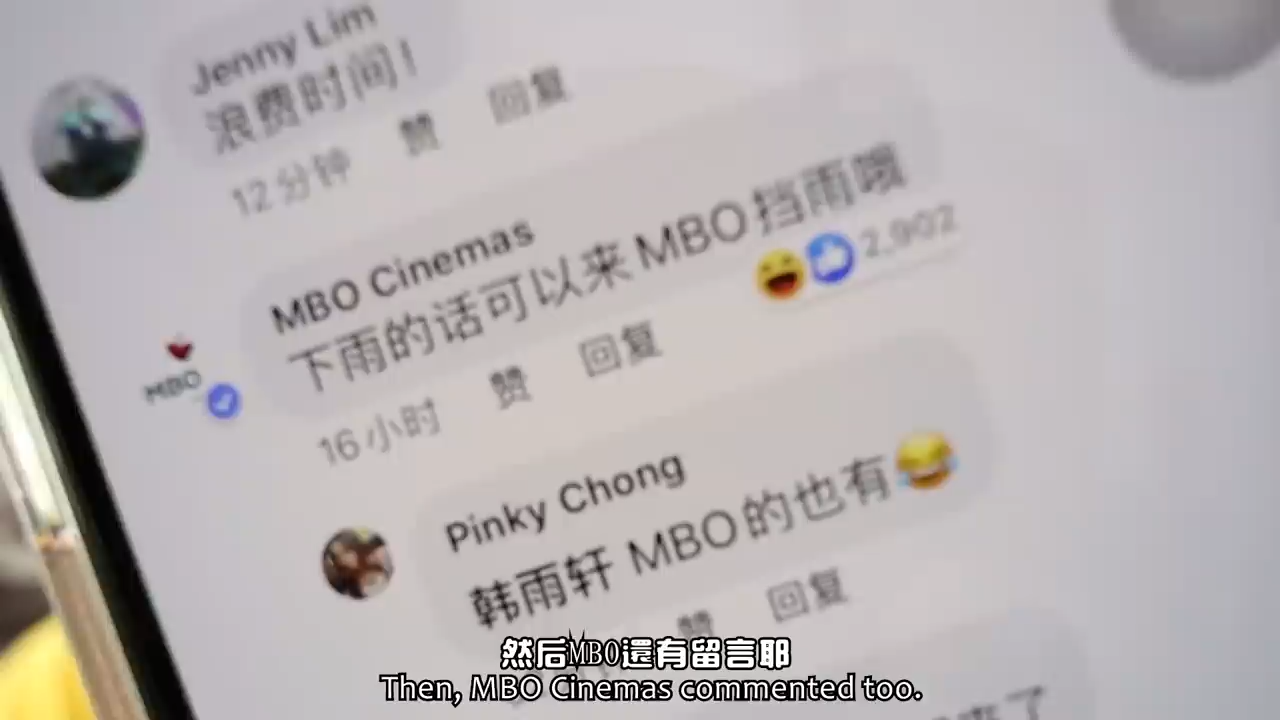 Jenny Lim
浪费时间！
12分钟 赞 回复
MBO Cinemas
下雨的话可以来MBO挡雨哦
2,902
MBO
16小时 赞 回复
Pinky Chong
韩雨轩 MBO的也有😂
赞 回复
然后MBO還有留言耶
Then, MBO Cinemas commented too.
来了